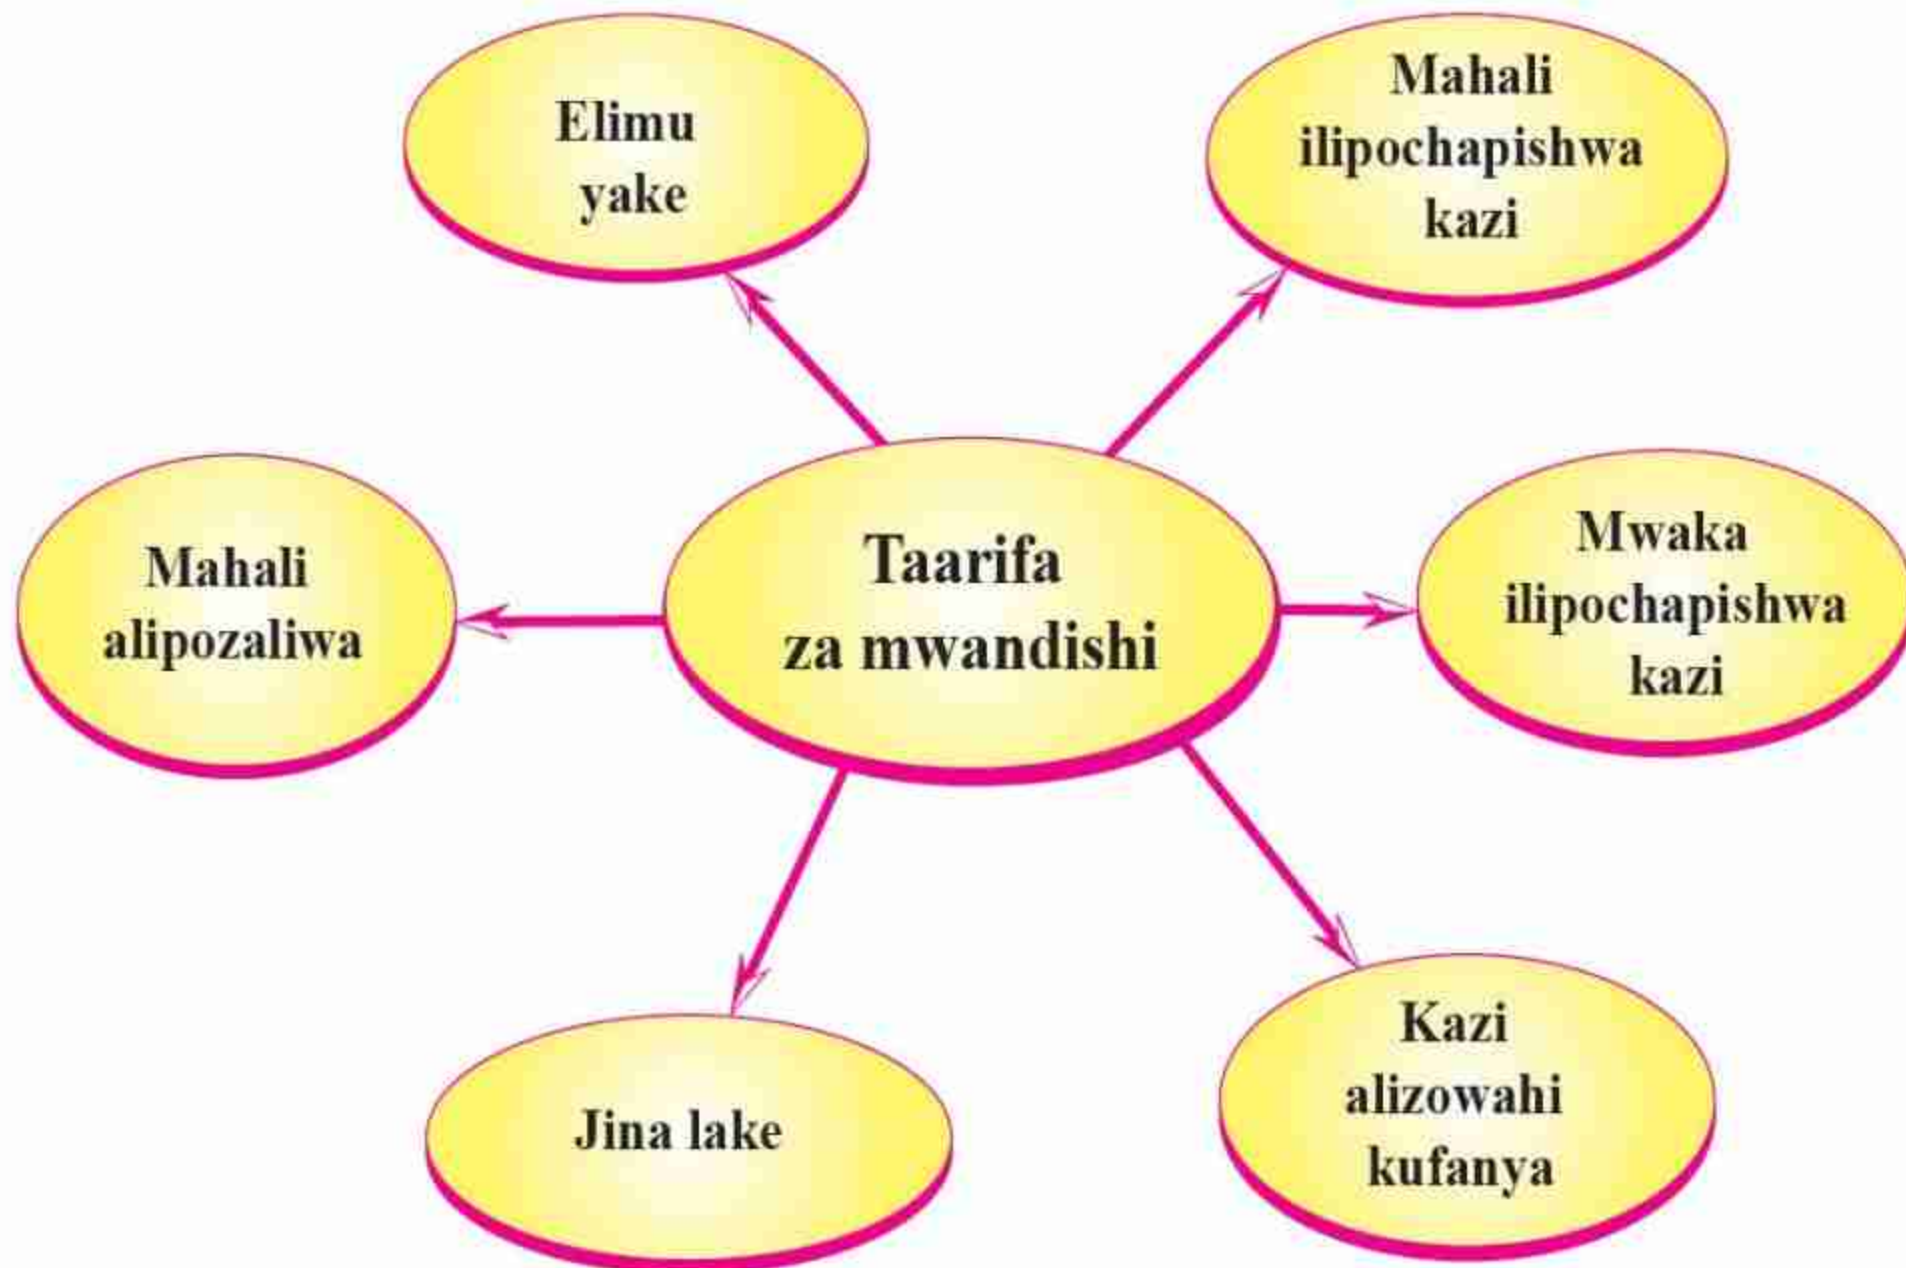 Elimu
yake
Mahali
ilipochapishwa
kazi
Mahali
alipozaliwa
Taarifa
za mwandishi
Mwaka
ilipochapishwa
kazi
Jina lake
Kazi
alizowahi
kufanya